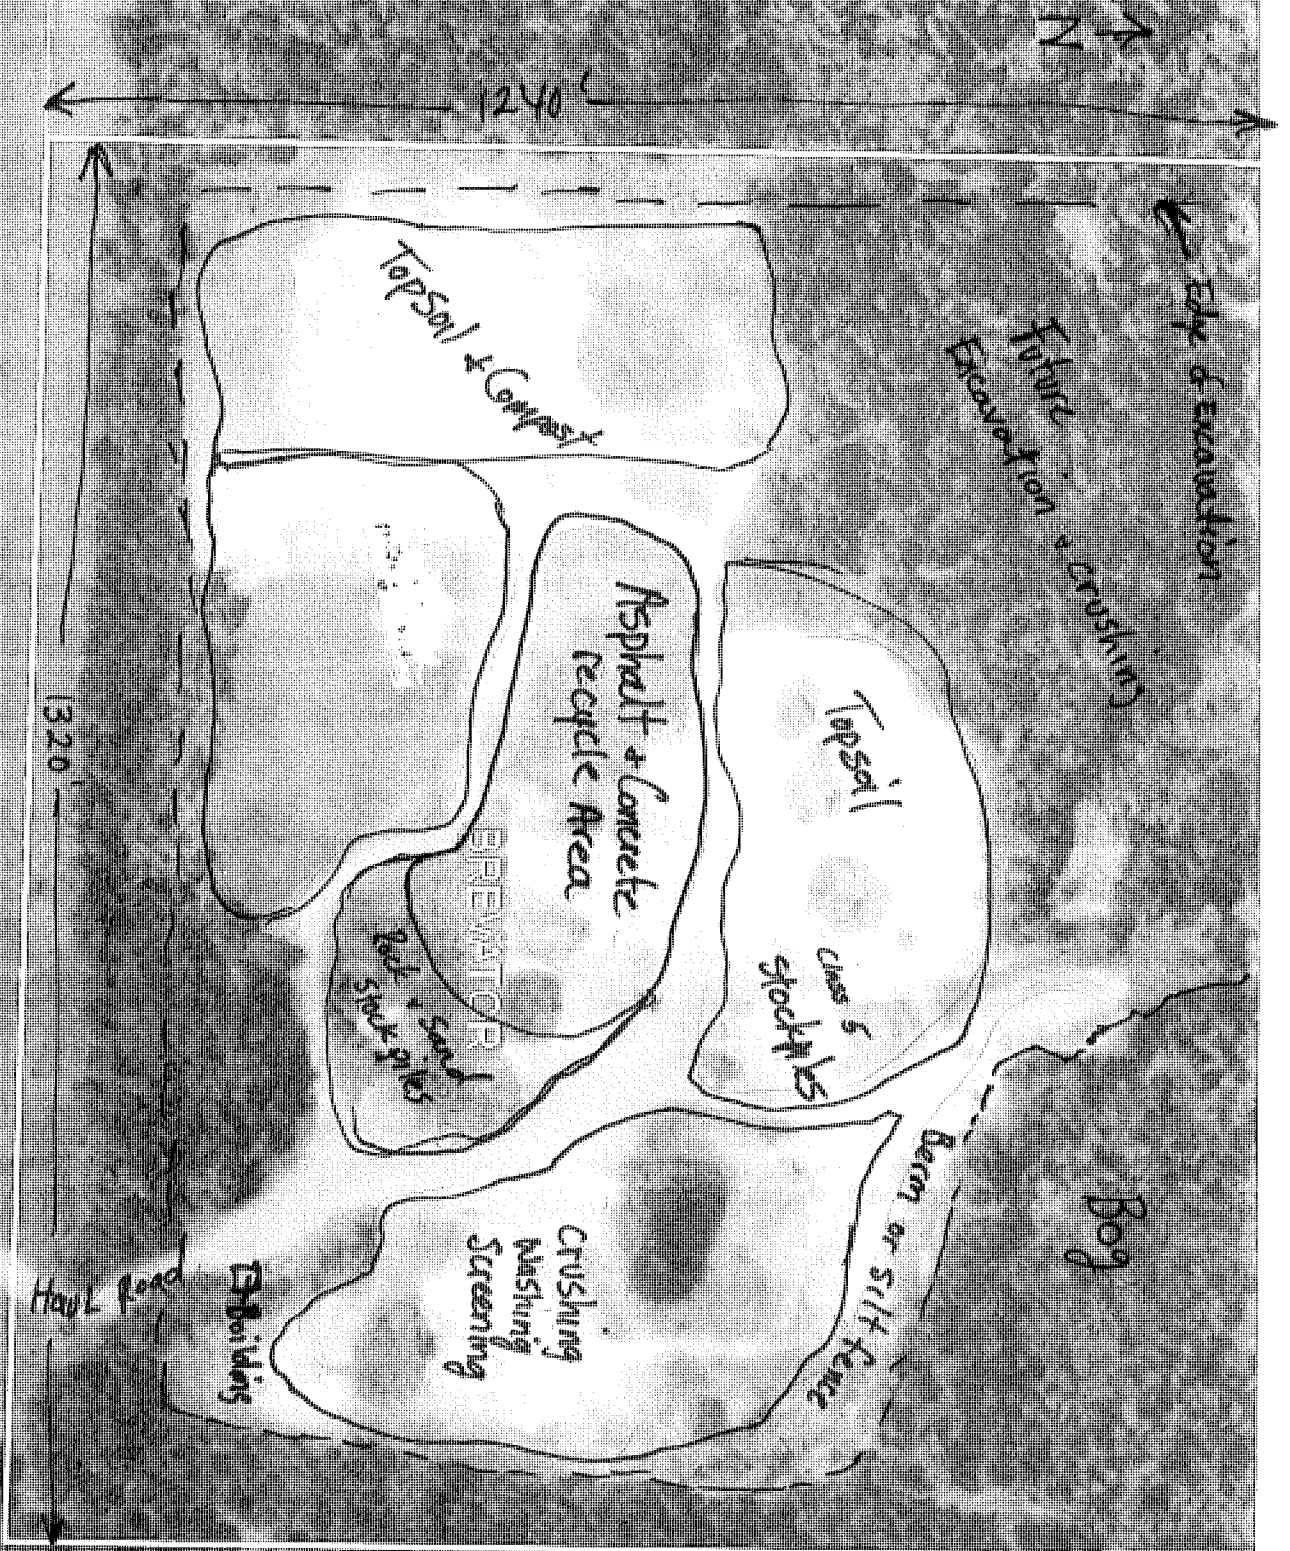 N
1240'
Edge of Excavation
Future
Excavation + crushing
Topsoil + Compost
Asphalt + Concrete
recycle Area
Topsoil
class 5
stockpiles
1320'
BREWATOR
Rock + Sand
stockpiles
Berm or silt fence
Bog
Crushing
Washing
Screening
Haul Road
Building